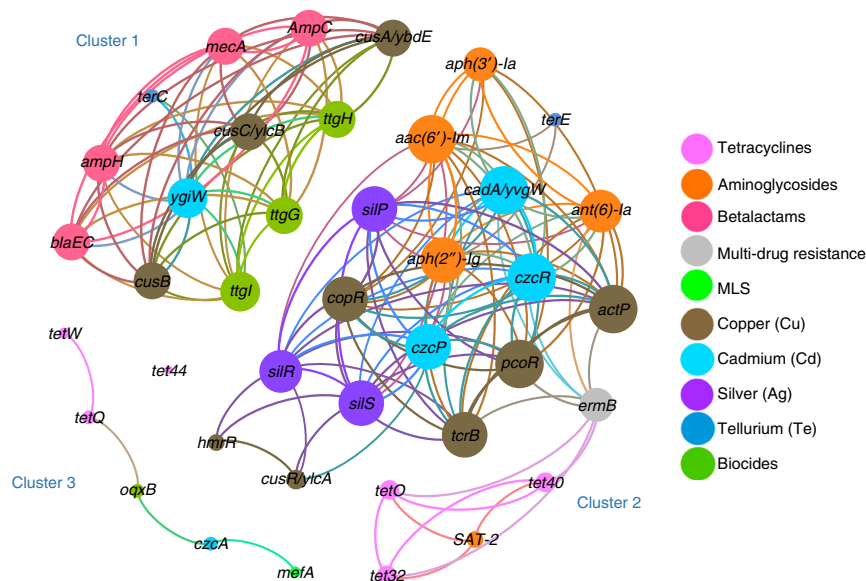 Cluster 1
AmpC
cusA/ybdE
mecA
terC
cusC/ylcB
ttgH
ampH
ygiW
ttgG
blaEC
cusB
ttgI
aph(3′)-Ia
terE
aac(6′)-Im
cadA/yvgW
silP
ant(6)-Ia
aph(2″)-Ig
czcR
copR
actP
czcP
pcoR
silR
silS
ermB
tcrB
hmrR
cusR/ylcA
tetW
tet44
tetQ
Cluster 3
oqxB
czcA
mefA
tetO
tet40
Cluster 2
SAT-2
tet32
Tetracyclines
Aminoglycosides
Betalactams
Multi-drug resistance
MLS
Copper (Cu)
Cadmium (Cd)
Silver (Ag)
Tellurium (Te)
Biocides